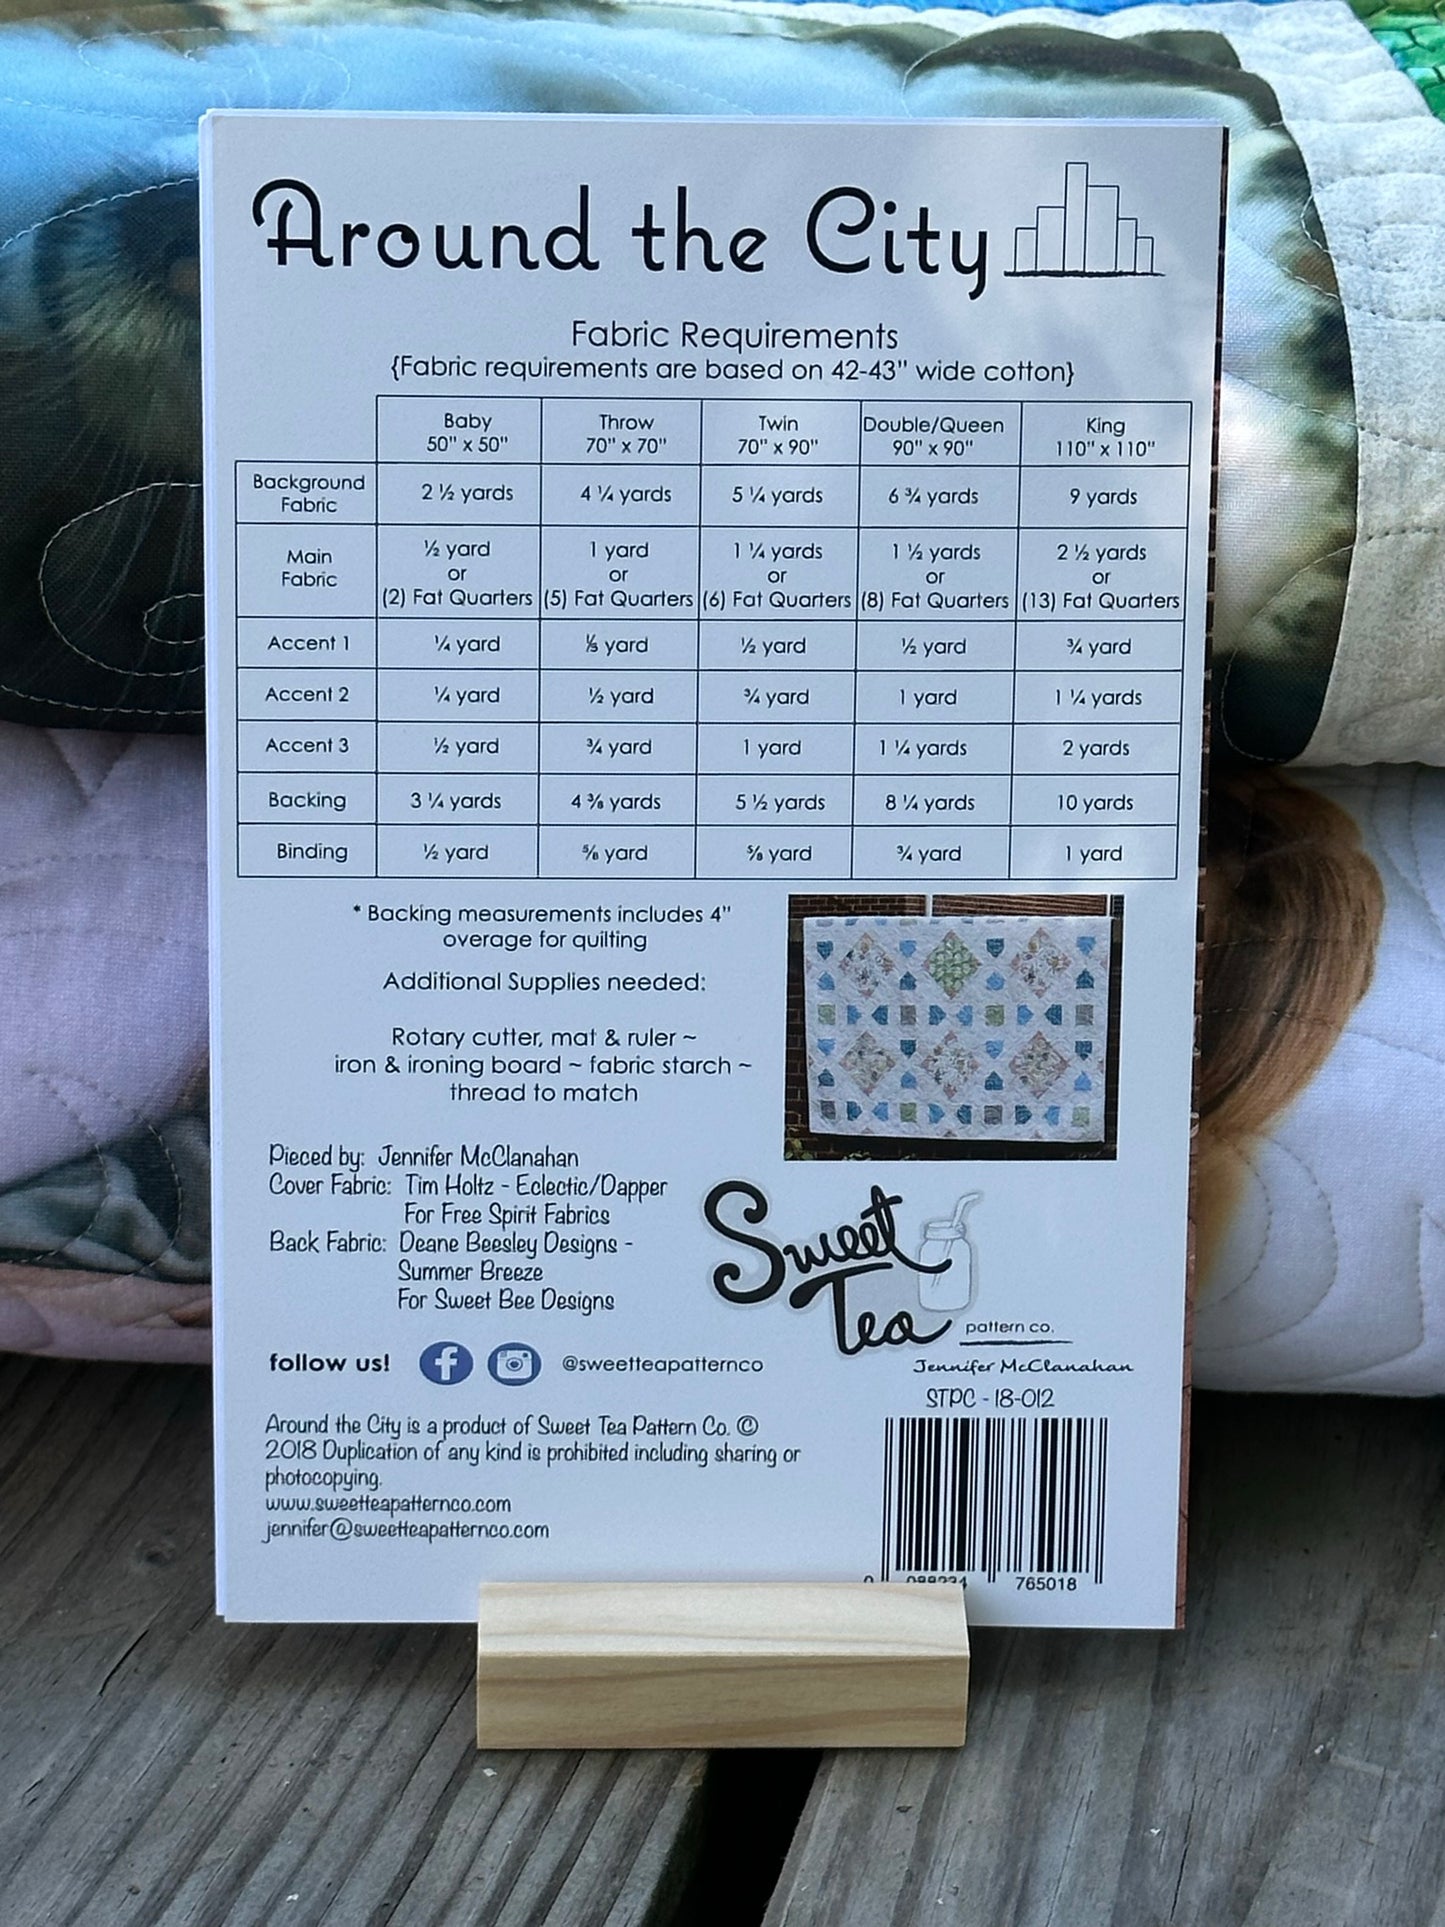 Around the City
Fabric Requirements
{Fabric requirements are based on 42-43" wide cotton}
Baby Throw Twin Double/Queen King
50" x 50" 70" x 70" 70" x 90" 90" x 90" 110" x 110"
Background Fabric 2 ½ yards 4 ¼ yards 5 ¼ yards 6 ¾ yards 9 yards
Main Fabric ½ yard or (2) Fat Quarters 1 yard or (5) Fat Quarters 1 ¼ yards or (6) Fat Quarters 1 ½ yards or (8) Fat Quarters 2 ½ yards or (13) Fat Quarters
Accent 1 ¼ yard ⅓ yard ½ yard ½ yard ¾ yard
Accent 2 ¼ yard ½ yard ¾ yard 1 yard 1 ¼ yards
Accent 3 ½ yard ¾ yard 1 yard 1 ¼ yards 2 yards
Backing 3 ¼ yards 4 ⅜ yards 5 ½ yards 8 ¼ yards 10 yards
Binding ½ yard ⅝ yard ⅝ yard ¾ yard 1 yard
* Backing measurements includes 4"
overage for quilting
Additional Supplies needed:
Rotary cutter, mat & ruler ~
iron & ironing board ~ fabric starch ~
thread to match
Pieced by: Jennifer McClanahan
Cover Fabric: Tim Holtz - Eclectic/Dapper
For Free Spirit Fabrics
Back Fabric: Deane Beesley Designs -
Summer Breeze
For Sweet Bee Designs
Sweet
Tea
pattern co.
Jennifer McClanahan
follow us! f @sweetteapatternco
STPC - 18-012
Around the City is a product of Sweet Tea Pattern Co. ©
2018 Duplication of any kind is prohibited including sharing or
photocopying.
www.sweetteapatternco.com
jennifer@sweetteapatternco.com
765018